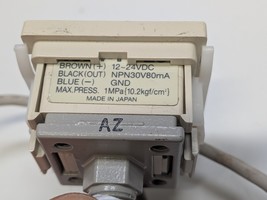 BROWN(+) 12-24VDC
BLACK(OUT) NPN30V80mA
BLUE(-) GND
MAX.PRESS. 1MPa(10.2kgf/cm²)
MADE IN JAPAN
AZ